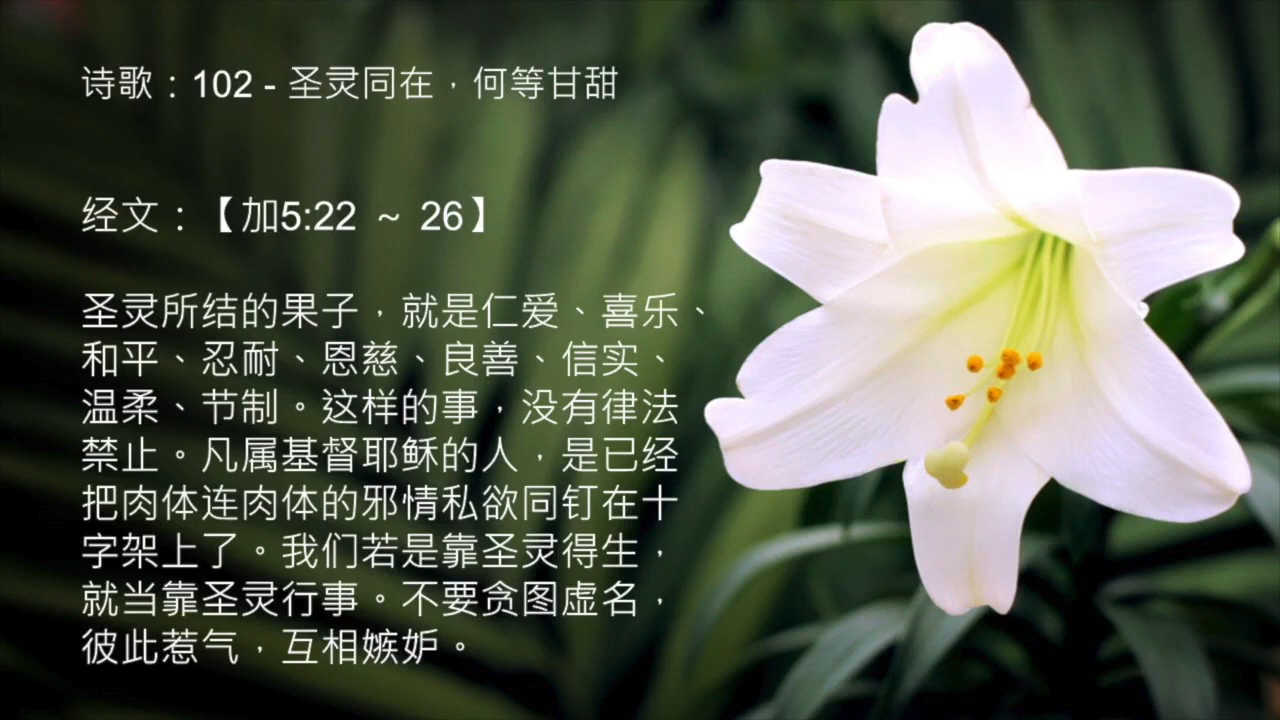 诗歌：102 - 圣灵同在，何等甘甜
经文：【加5:22 ～ 26】
圣灵所结的果子，就是仁爱、喜乐、
和平、忍耐、恩慈、良善、信实、
温柔、节制。这样的事，没有律法
禁止。凡属基督耶稣的人，是已经
把肉体连肉体的邪情私欲同钉在十
字架上了。我们若是靠圣灵得生，
就当靠圣灵行事。不要贪图虚名，
彼此惹气，互相嫉妒。